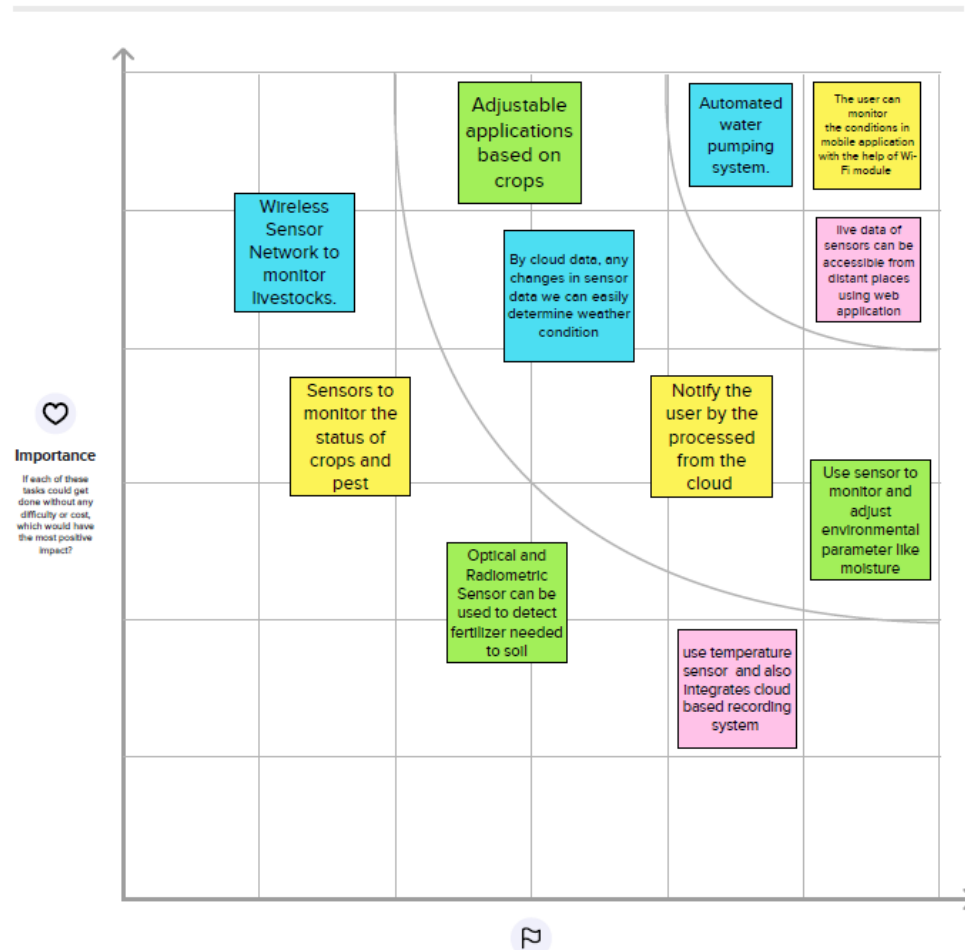 Adjustable
applications
based on
crops
Automated
water
pumping
system.
The user can
monitor
the conditions in
mobile application
with the help of Wi-
Fi module
Wireless
Sensor
Network to
monitor
livestocks.
By cloud data, any
changes in sensor
data we can easily
determine weather
condition
live data of
sensors can be
accessible from
distant places
using web
application
Sensors to
monitor the
status of
crops and
pest
Notify the
user by the
processed
from the
cloud
Importance
If each of these
tasks could get
done without any
difficulty or cost,
which would have
the most positive
impact?
Use sensor to
monitor and
adjust
environmental
parameter like
moisture
Optical and
Radiometric
Sensor can be
used to detect
fertilizer needed
to soil
use temperature
sensor and also
integrates cloud
based recording
system